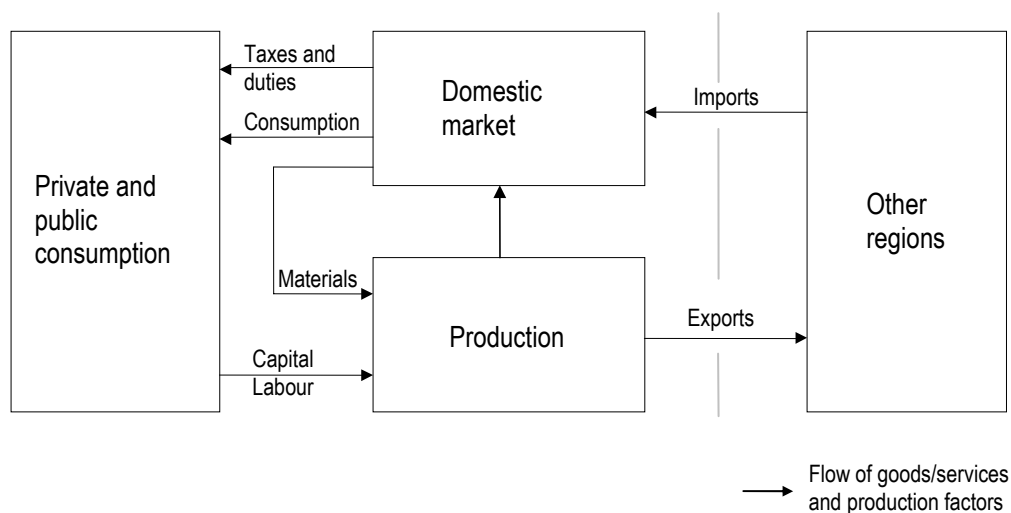 Taxes and
duties
Domestic
market
Imports
Consumption
Private and
public
consumption
Other
regions
Materials
Production
Exports
Capital
Labour
Flow of goods/services
and production factors